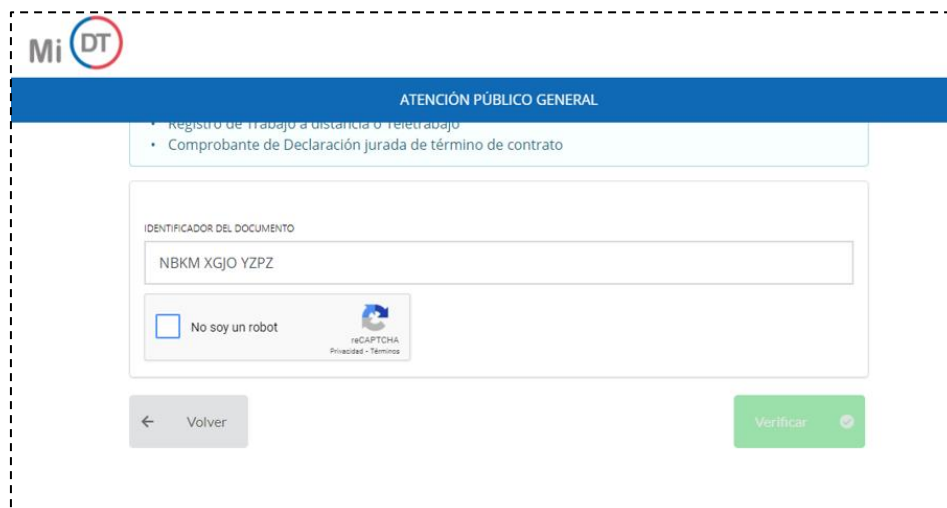 Mi DT
ATENCIÓN PÚBLICO GENERAL
• Registro de Trabajo a distancia o Teletrabajo
• Comprobante de Declaración jurada de término de contrato
IDENTIFICADOR DEL DOCUMENTO
NBKM XGJO YZPZ
No soy un robot
reCAPTCHA
Privacidad - Términos
Volver
Verificar